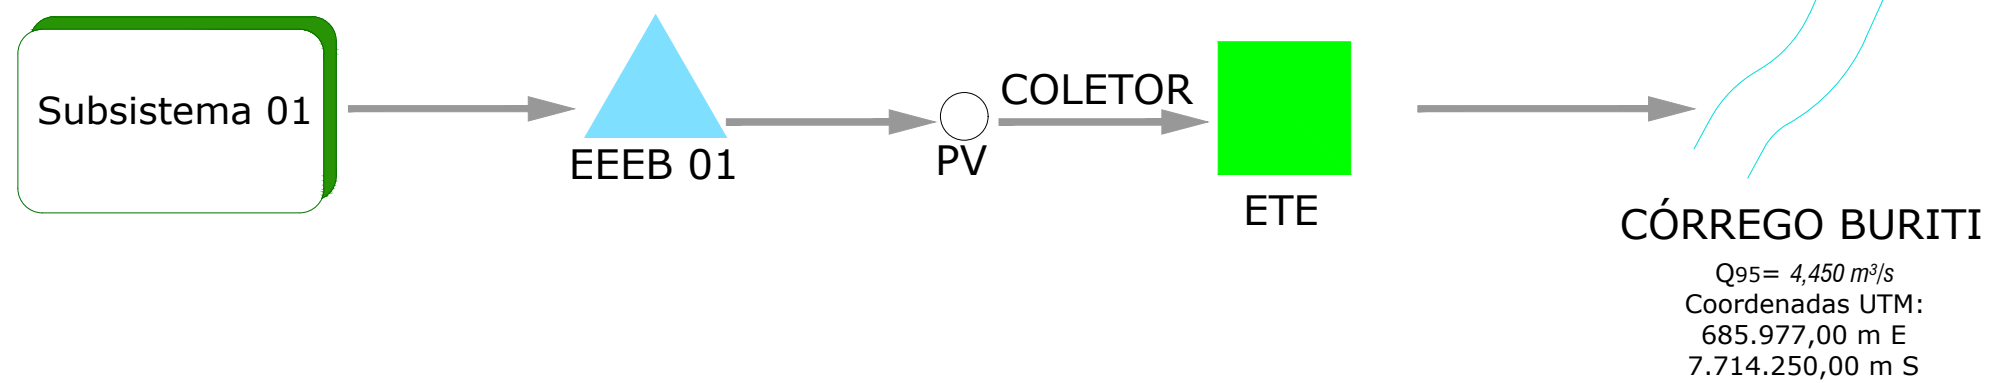 Subsistema 01
EEEB 01
PV
COLETOR
ETE
CÓRREGO BURITI
Q95= 4,450 m³/s
Coordenadas UTM:
685.977,00 m E
7.714.250,00 m S